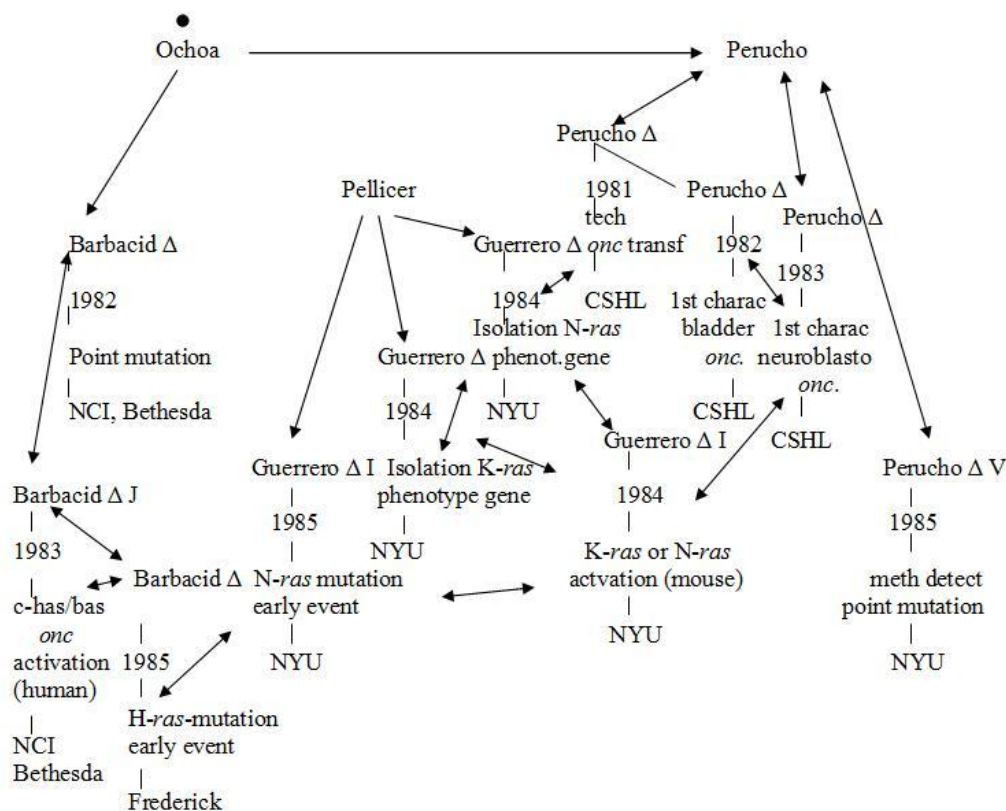 Ochoa
Perucho
Perucho Δ
1981
tech
Pellicer
Perucho Δ
Perucho Δ
Barbacid Δ
Guerrero Δ onc transf
1982
1983
1982
1984
CSHL
1st charac
bladder
onc.
1st charac
neuroblasto
onc.
Isolation N-ras
phenot.gene
Point mutation
Guerrero Δ
NCI, Bethesda
1984
NYU
CSHL
CSHL
Guerrero Δ I
Guerrero Δ I
Isolation K-ras
phenotype gene
Perucho Δ V
Barbacid Δ J
1985
1984
1985
1983
NYU
K-ras or N-ras
actvation (mouse)
meth detect
point mutation
Barbacid Δ
N-ras mutation
early event
c-has/bas
onc
activation
(human)
1985
NYU
NYU
NYU
H-ras-mutation
early event
NCI
Bethesda
Frederick